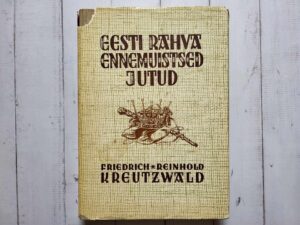 EESTI RAHVA
ENNEMUISTSED
JUTUD
FRIEDRICH REINHOLD
KREUTZWALD